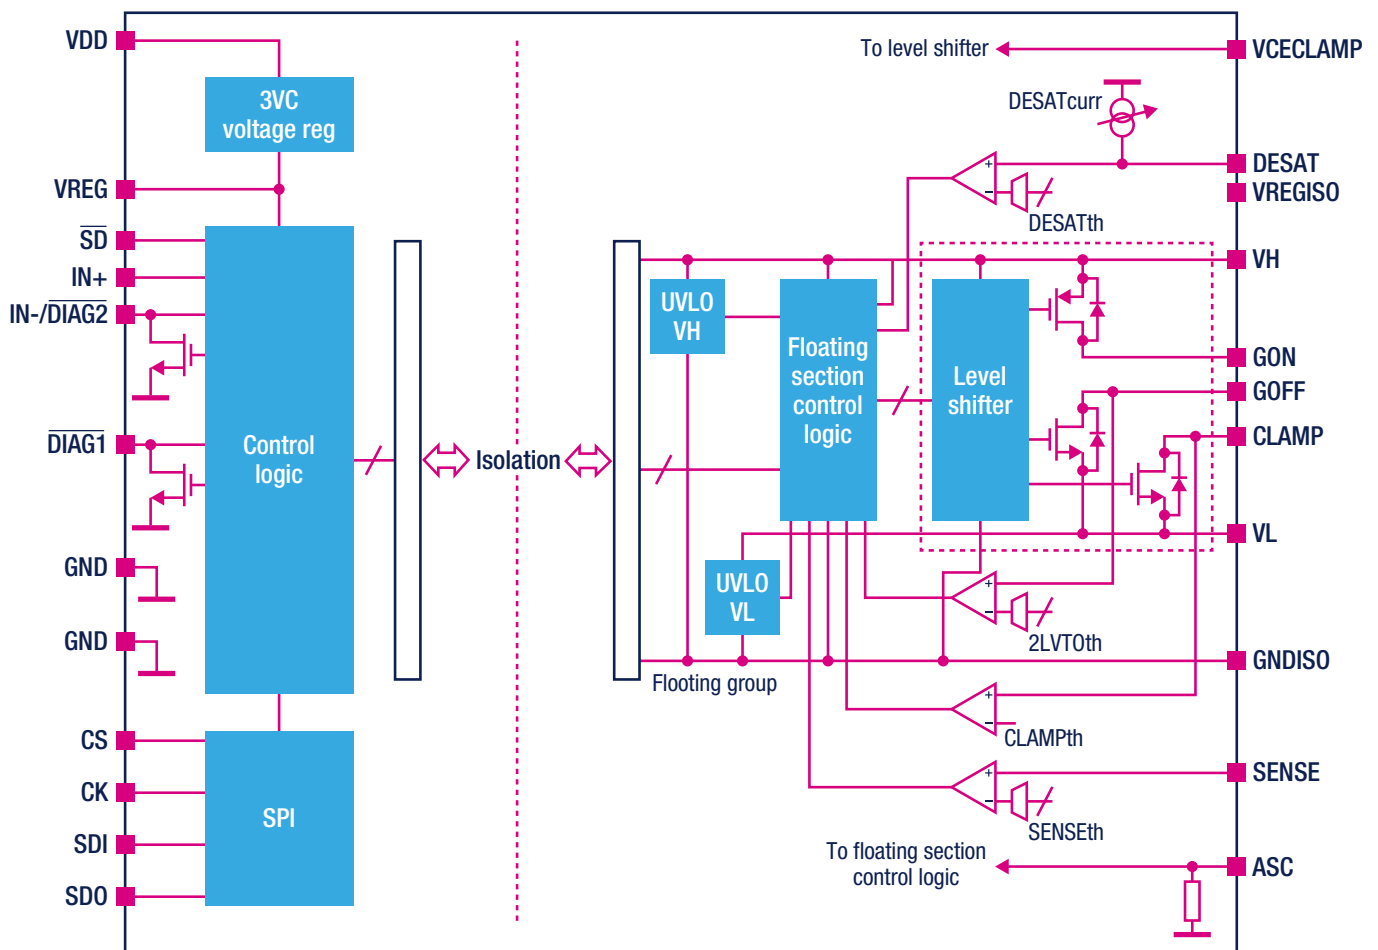 VDD
3VC
voltage reg
VREG
SD
IN+
IN-/DIAG2
DIAG1
Control
logic
GND
GND
CS
CK
SDI
SDO
SPI
Isolation
To level shifter
VCECLAMP
DESATcurr
DESAT
VREGISO
+
−
DESATth
VH
UVLO
VH
Floating
section
control
logic
Level
shifter
GON
GOFF
CLAMP
VL
UVLO
VL
+
−
2LVTOth
GNDISO
Flooting group
+
−
CLAMPth
SENSE
+
−
SENSEth
To floating section
control logic
ASC